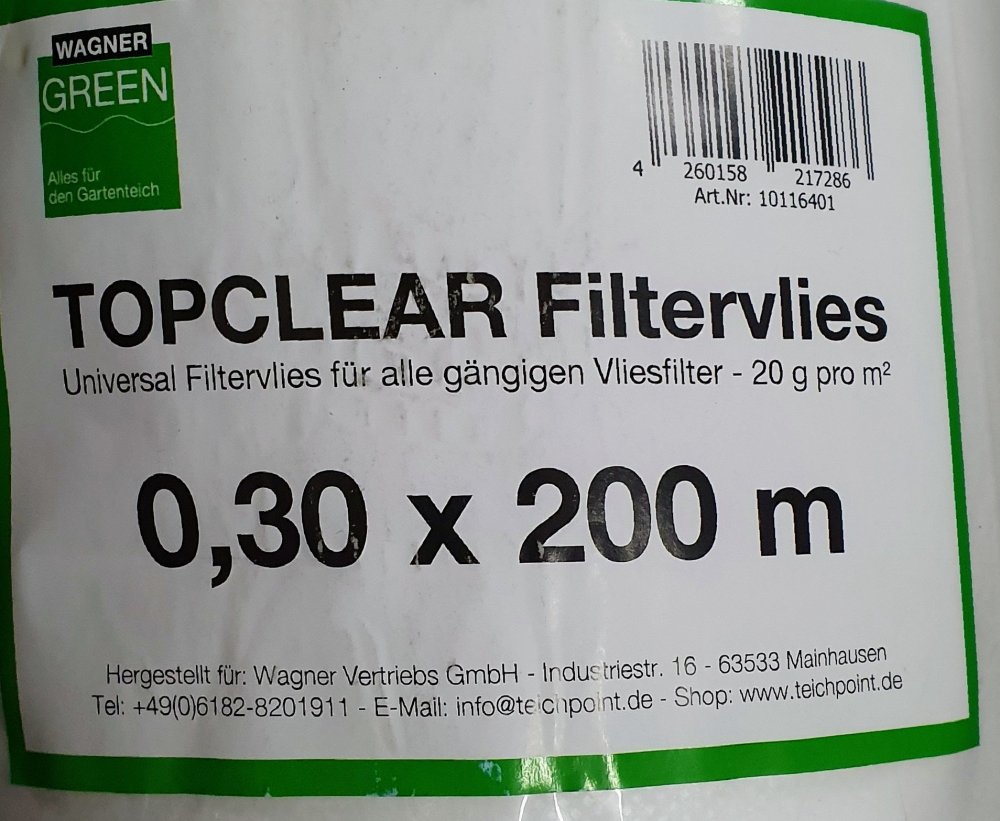 WAGNER
GREEN
Alles für
den Gartenteich
4 260158 217286
Art.Nr: 10116401
TOPCLEAR Filtervlies
Universal Filtervlies für alle gängigen Vliesfilter - 20 g pro m²
0,30 x 200 m
Hergestellt für: Wagner Vertriebs GmbH - Industriestr. 16 - 63533 Mainhausen
Tel: +49(0)6182-8201911 - E-Mail: info@teichpoint.de - Shop: www.teichpoint.de